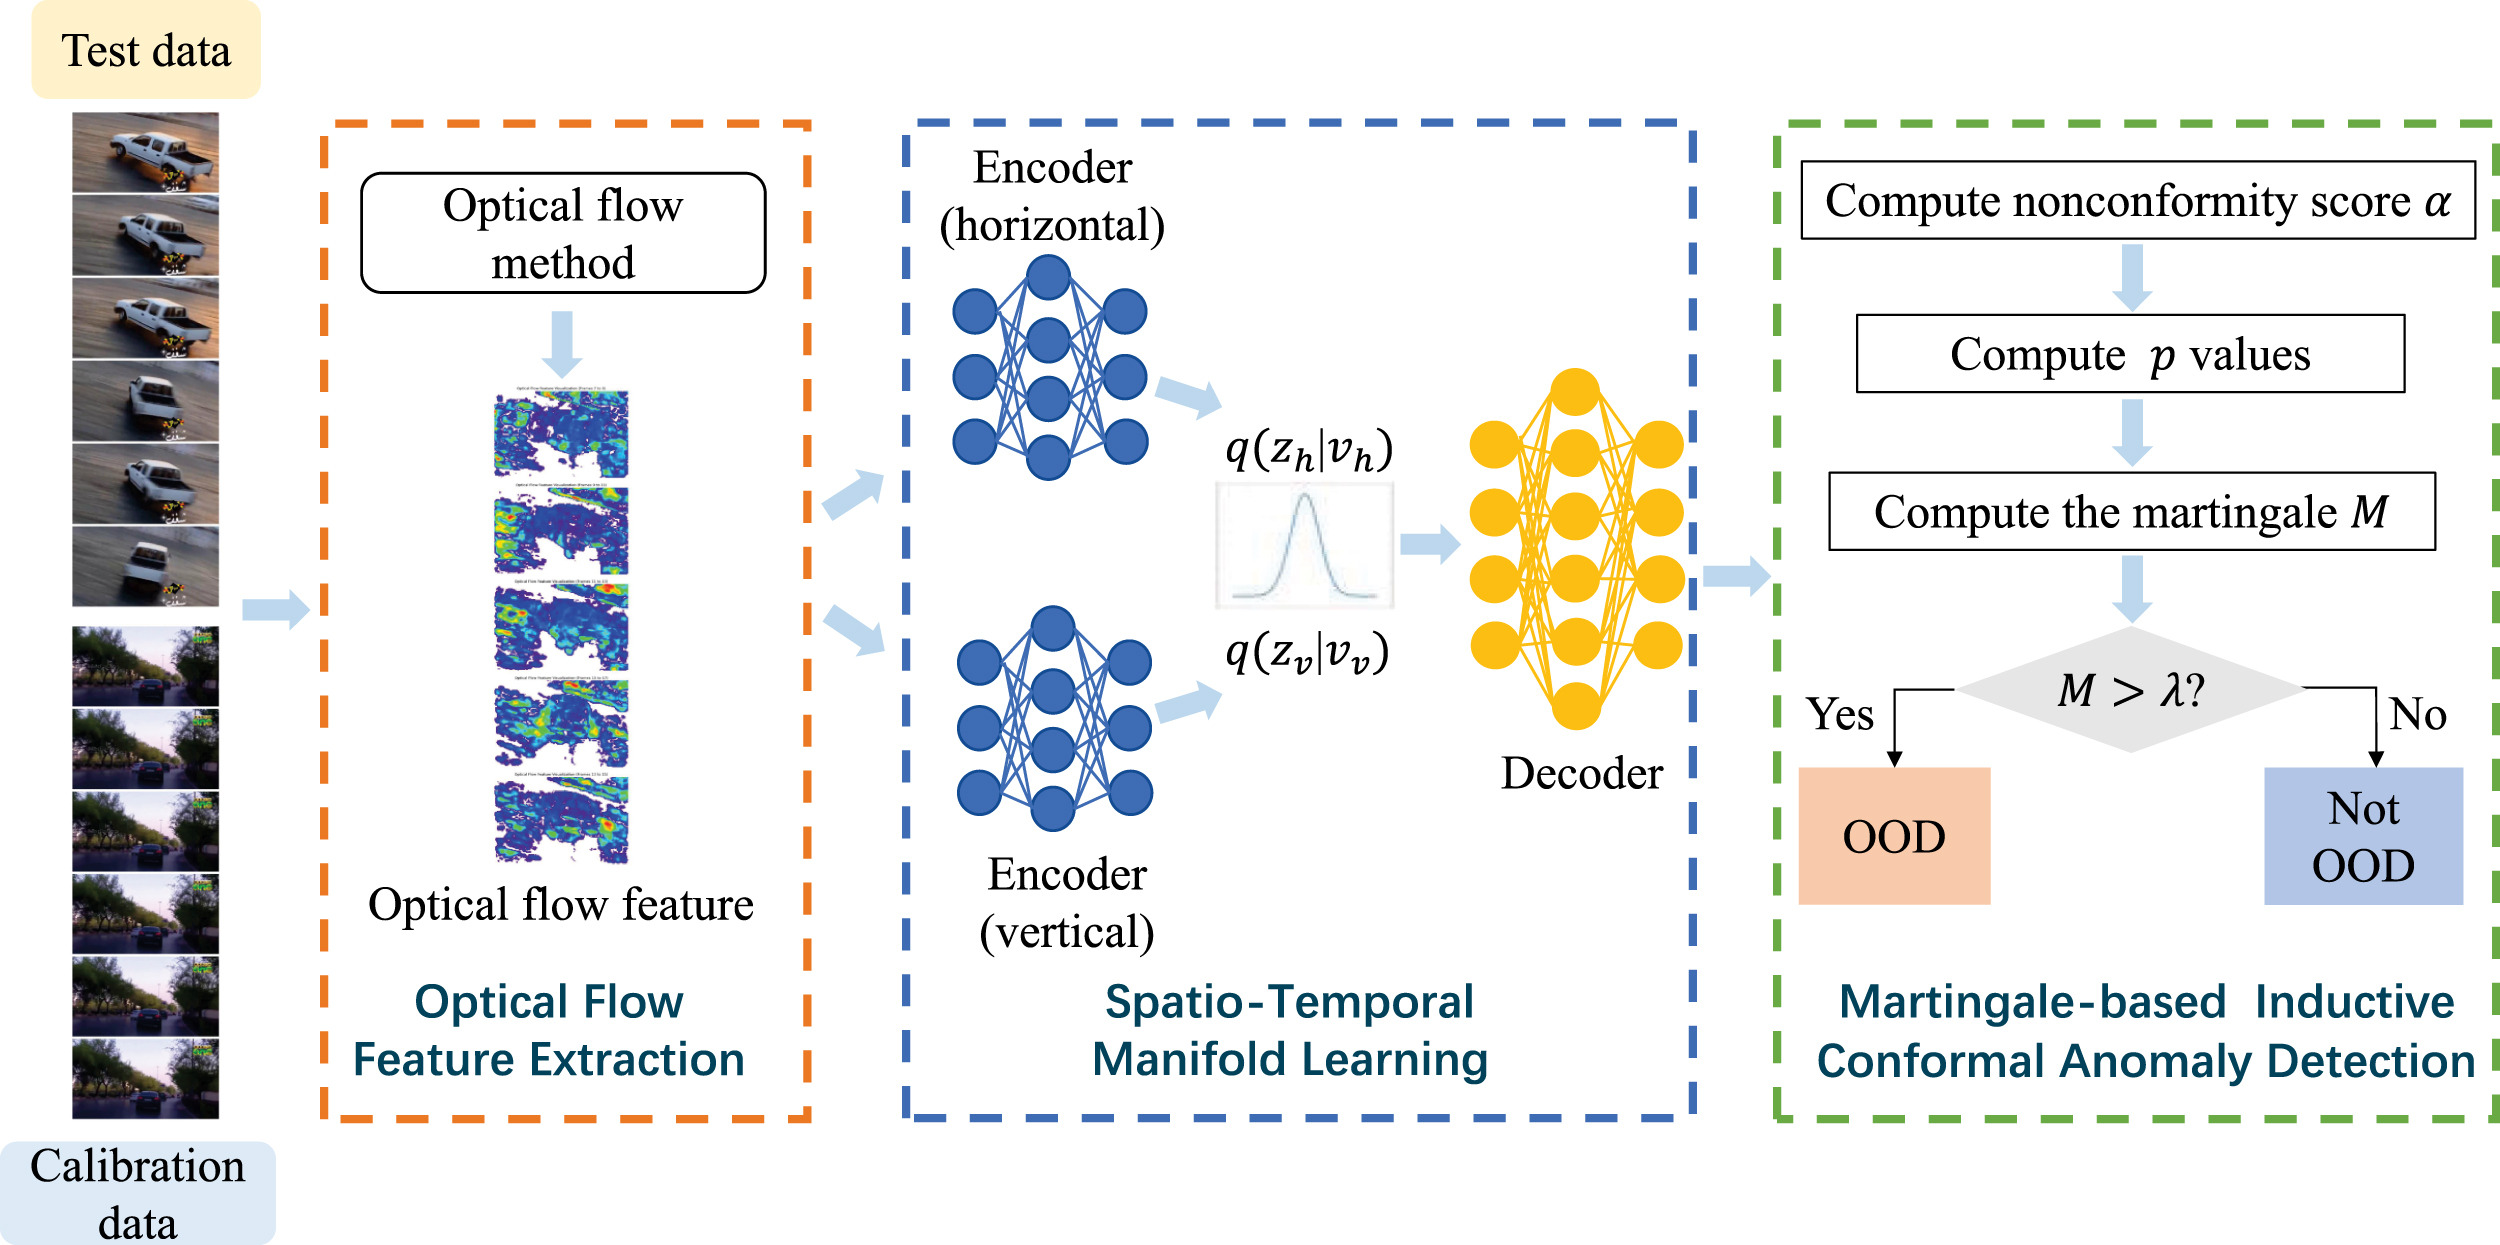 Test data
Calibration
data
Optical flow
method
Optical flow feature
Optical Flow
Feature Extraction
Encoder
(horizontal)
q(z_h|v_h)
q(z_v|v_v)
Encoder
(vertical)
Decoder
Spatio-Temporal
Manifold Learning
Compute nonconformity score α
Compute p values
Compute the martingale M
M > λ?
Yes
No
OOD
Not
OOD
Martingale-based Inductive
Conformal Anomaly Detection